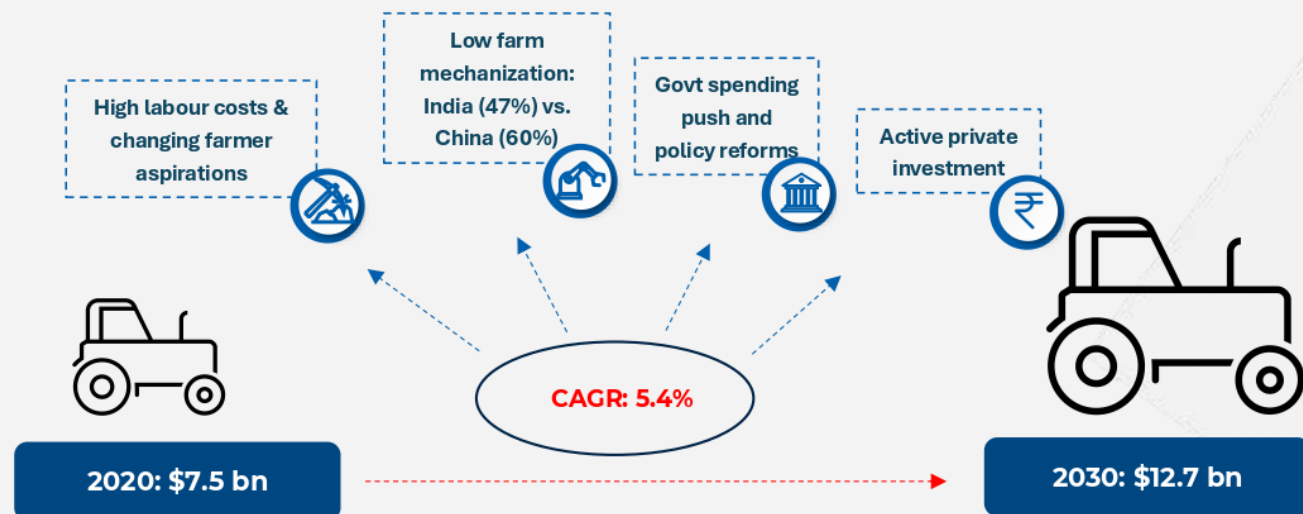 High labour costs &
changing farmer
aspirations
Low farm
mechanization:
India (47%) vs.
China (60%)
Govt spending
push and
policy reforms
Active private
investment
₹
CAGR: 5.4%
2020: $7.5 bn
2030: $12.7 bn